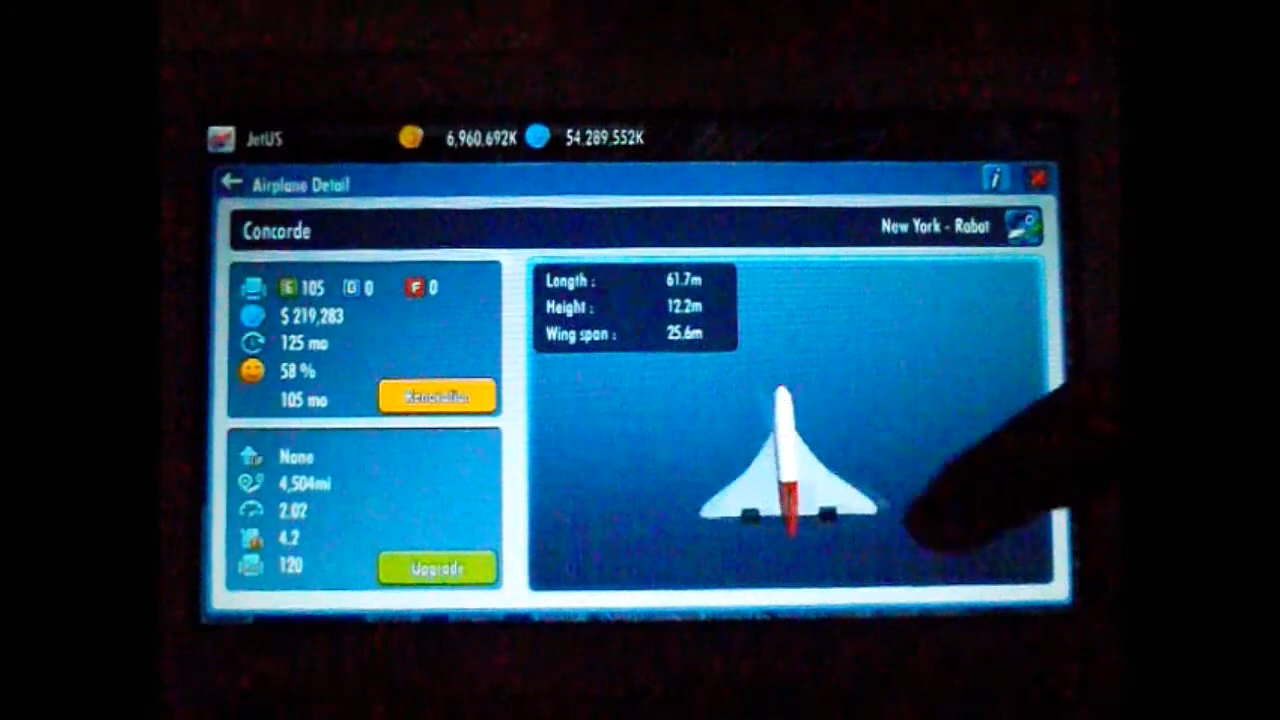 JetUS 6,960,692K 54,289,552K
Airplane Detail i
Concorde New York - Rabat
E 105 D 0 F 0
$ 219,283
125 mo
58 %
105 mo Renovation
None
4,504mi
2.02
4.2
120 Upgrade
Length : 61.7m
Height : 12.2m
Wing span : 25.6m